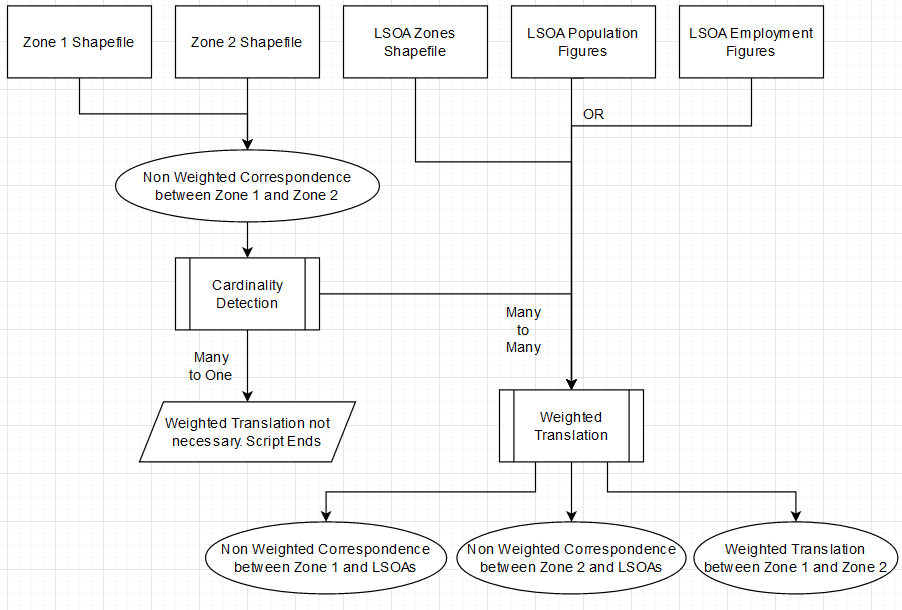 Zone 1 Shapefile
Zone 2 Shapefile
LSOA Zones
Shapefile
LSOA Population
Figures
LSOA Employment
Figures
OR
Non Weighted Correspondence
between Zone 1 and Zone 2
Cardinality
Detection
Many
to
Many
Many
to One
Weighted Translation not
necessary. Script Ends
Weighted
Translation
Non Weighted Correspondence
between Zone 1 and LSOAs
Non Weighted Correspondence
between Zone 2 and LSOAs
Weighted Translation
between Zone 1 and Zone 2